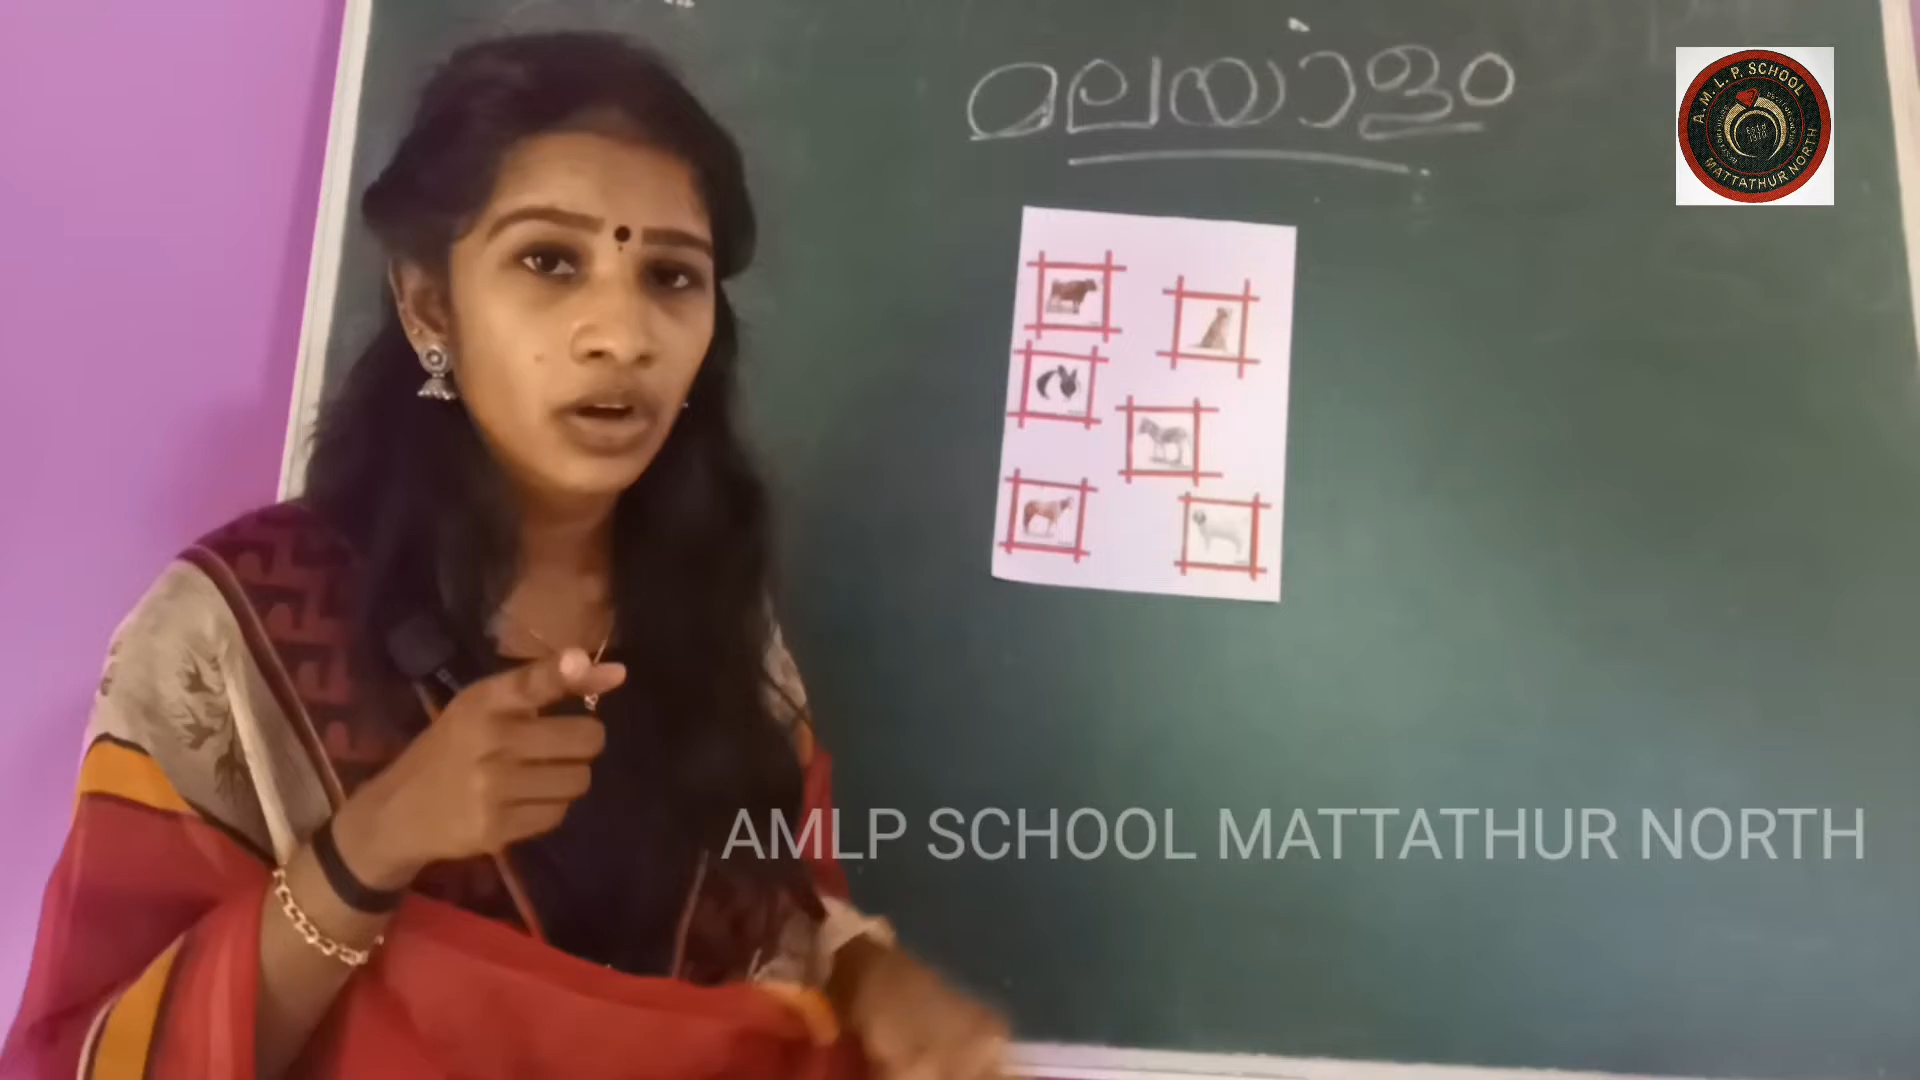 മലയാളം
A. M. L. P. SCHOOL
MATTATHUR NORTH
AMLP SCHOOL MATTATHUR NORTH